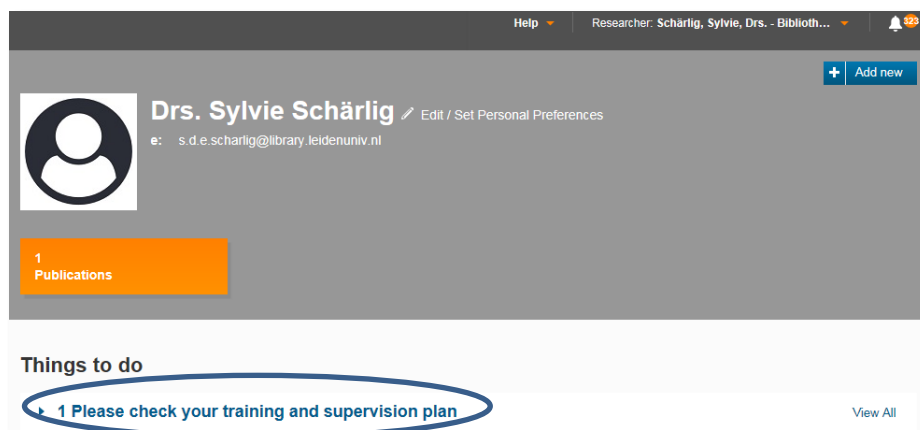 Help Researcher: Schärlig, Sylvie, Drs. - Biblioth... 323
+ Add new
Drs. Sylvie Schärlig Edit / Set Personal Preferences
e: s.d.e.scharlig@library.leidenuniv.nl
1
Publications
Things to do
1 Please check your training and supervision plan View All